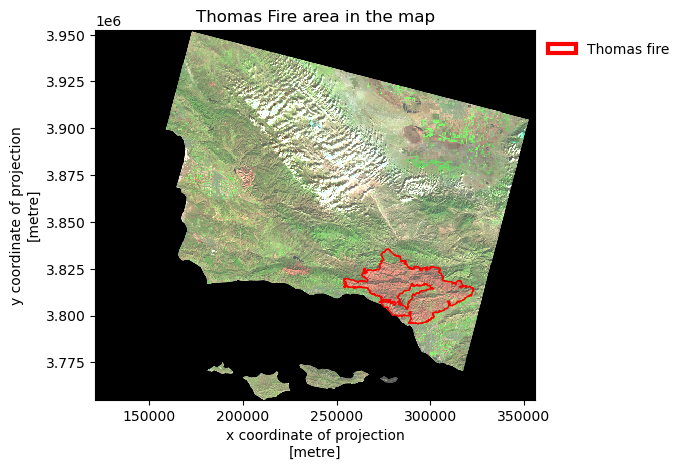 Thomas Fire area in the map
1e6
3.950
3.925
3.900
3.875
3.850
3.825
3.800
3.775
y coordinate of projection
[metre]
150000 200000 250000 300000 350000
x coordinate of projection
[metre]
Thomas fire